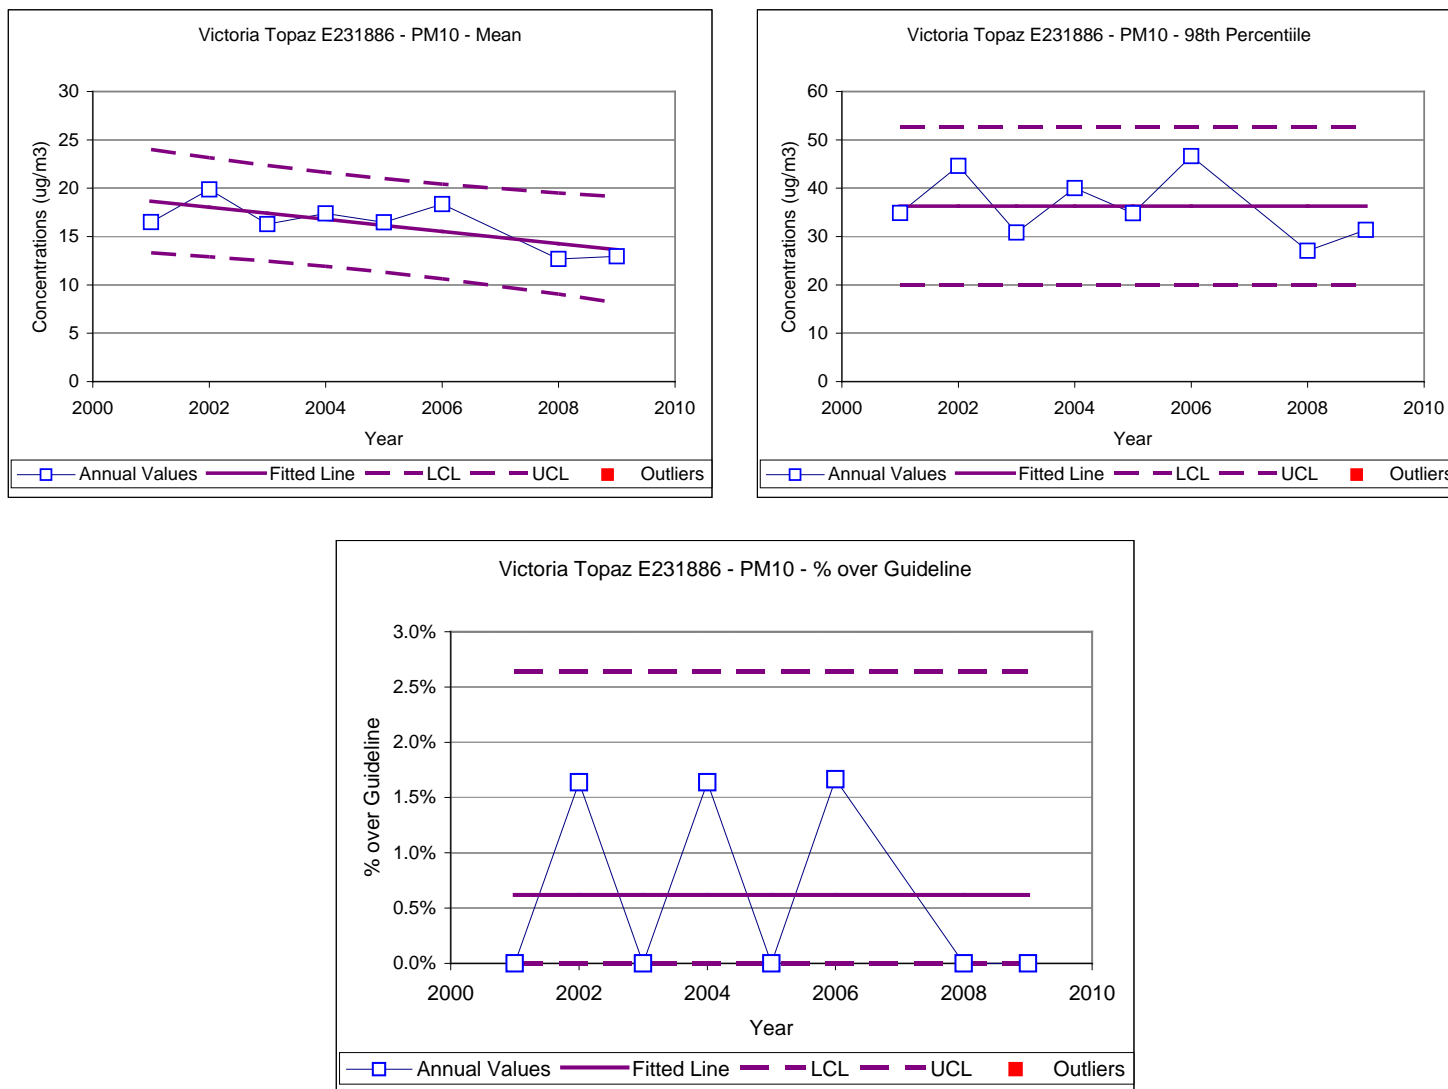 Victoria Topaz E231886 - PM10 - Mean
30
25
20
15
10
5
0
Concentrations (ug/m3)
2000 2002 2004 2006 2008 2010
Year
Annual Values Fitted Line LCL UCL Outliers
Victoria Topaz E231886 - PM10 - 98th Percentiile
60
50
40
30
20
10
0
Concentrations (ug/m3)
2000 2002 2004 2006 2008 2010
Year
Annual Values Fitted Line LCL UCL Outliers
Victoria Topaz E231886 - PM10 - % over Guideline
3.0%
2.5%
2.0%
1.5%
1.0%
0.5%
0.0%
% over Guideline
2000 2002 2004 2006 2008 2010
Year
Annual Values Fitted Line LCL UCL Outliers